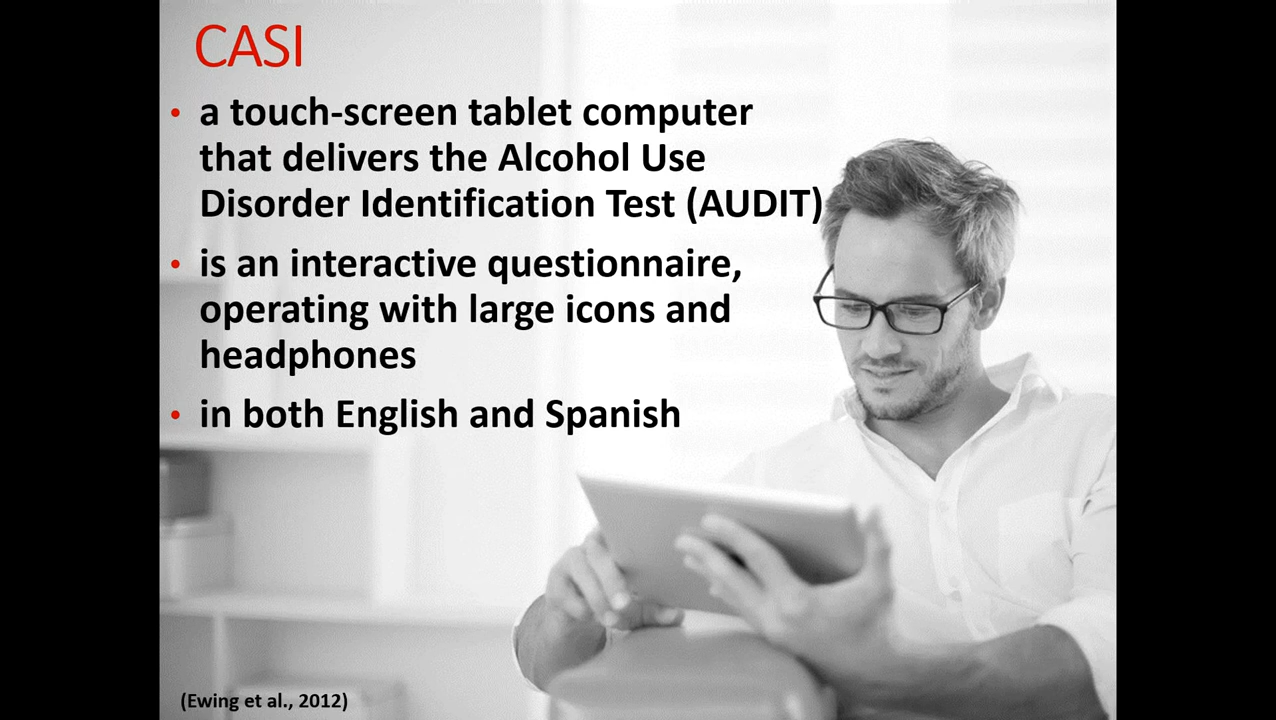 CASI
• a touch-screen tablet computer
that delivers the Alcohol Use
Disorder Identification Test (AUDIT)
• is an interactive questionnaire,
operating with large icons and
headphones
• in both English and Spanish
(Ewing et al., 2012)